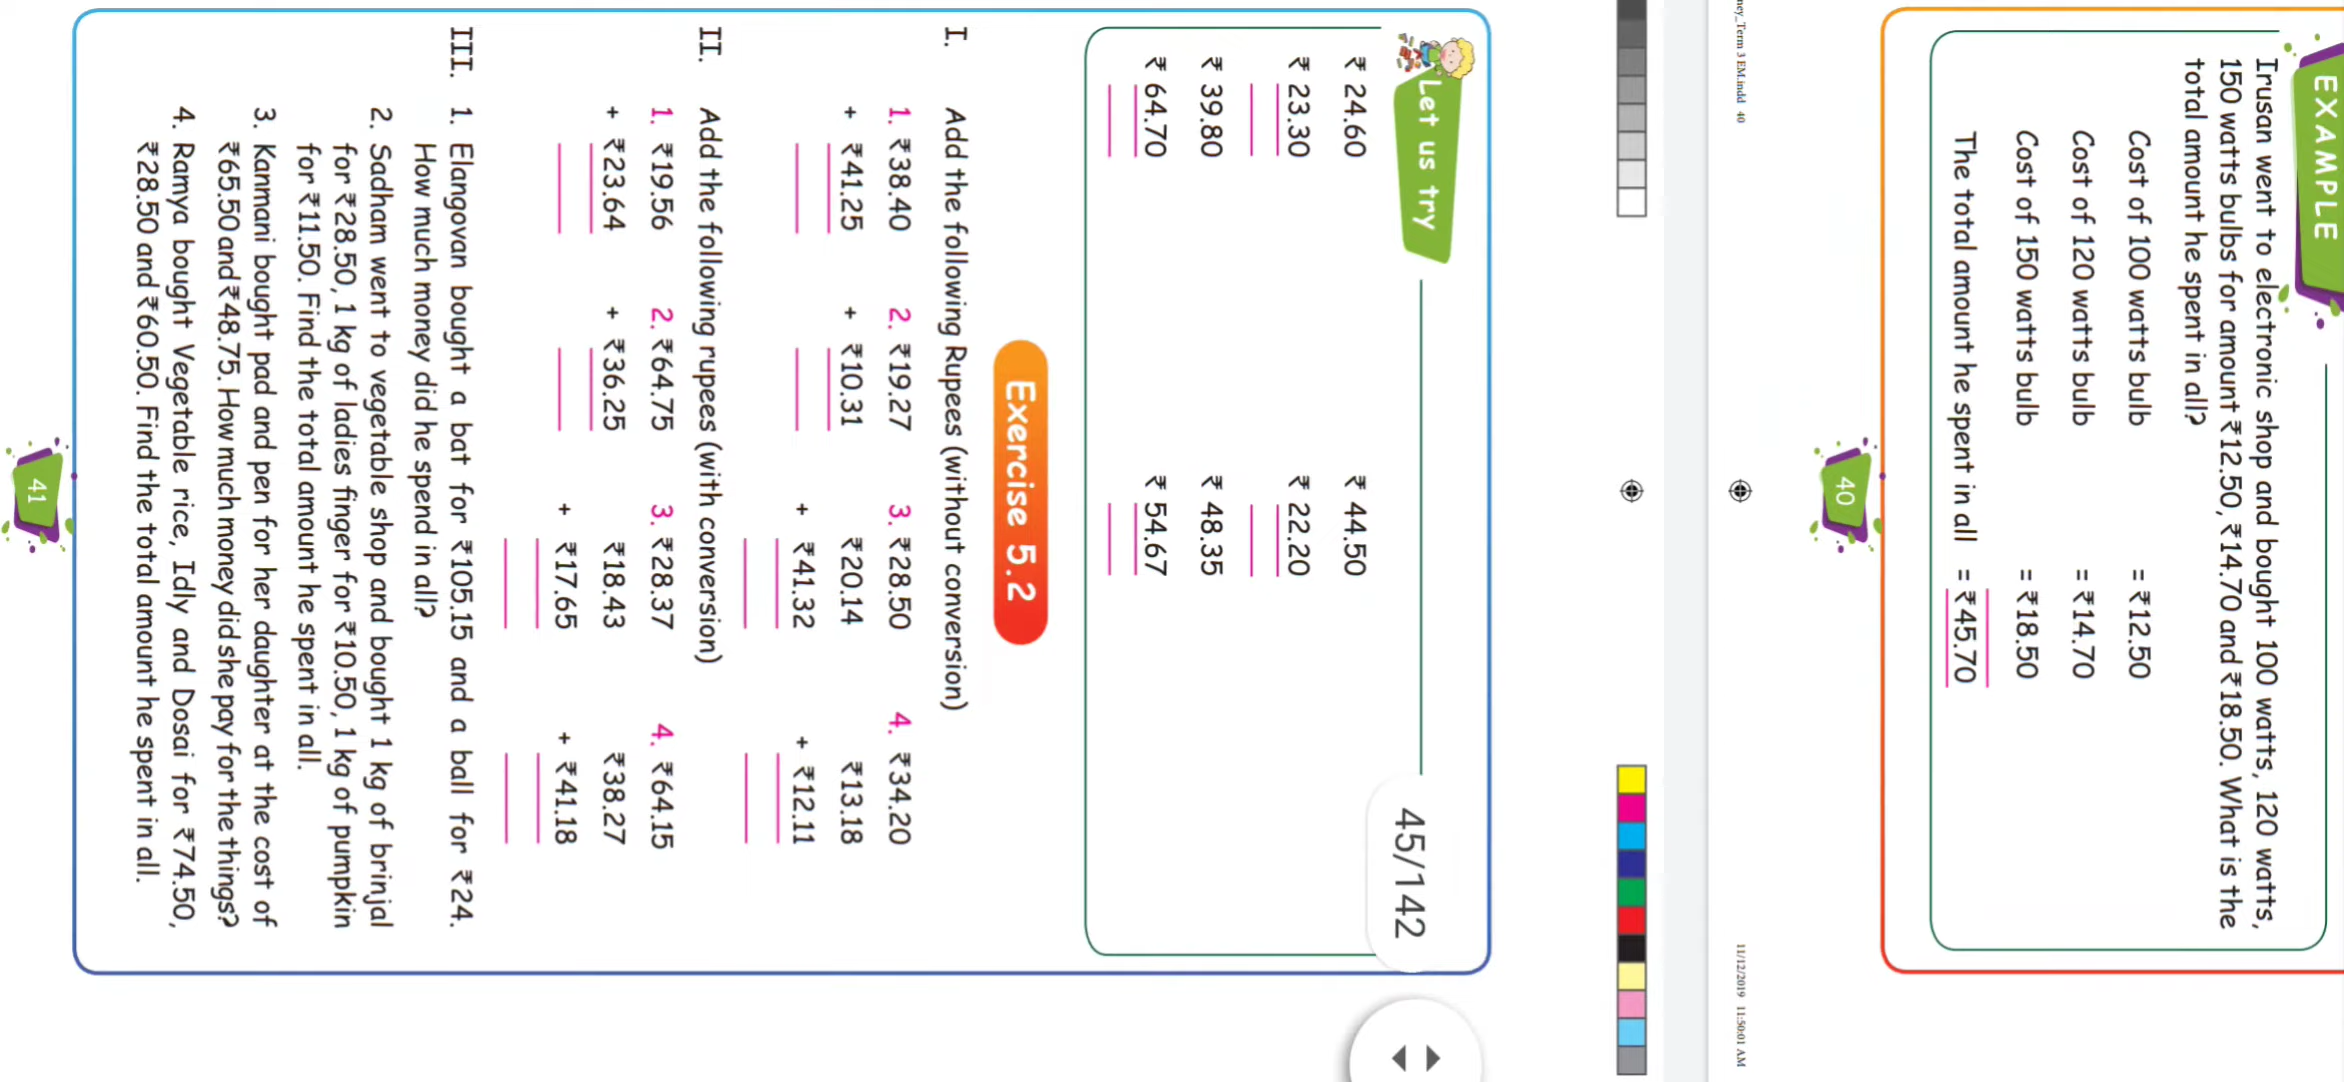 EXAMPLE
Irusan went to electronic shop and bought 100 watts, 120 watts,
150 watts bulbs for amount ₹12.50, ₹14.70 and ₹18.50. What is the
total amount he spent in all?
Cost of 100 watts bulb = ₹12.50
Cost of 120 watts bulb = ₹14.70
Cost of 150 watts bulb = ₹18.50
The total amount he spent in all = ₹45.70
40
ney_Term 3 EM.indd 40 11/12/2019 11:50:01 AM
45/142
Let us try
₹ 24.60 ₹ 44.50
₹ 23.30 ₹ 22.20
₹ 39.80 ₹ 48.35
₹ 64.70 ₹ 54.67
Exercise 5.2
I. Add the following Rupees (without conversion)
1. ₹38.40 2. ₹19.27 3. ₹28.50 4. ₹34.20
+ ₹41.25 + ₹10.31 ₹20.14 ₹13.18
+ ₹41.32 + ₹12.11
II. Add the following rupees (with conversion)
1. ₹19.56 2. ₹64.75 3. ₹28.37 4. ₹64.15
+ ₹23.64 + ₹36.25 ₹18.43 ₹38.27
+ ₹17.65 + ₹41.18
III. 1. Elangovan bought a bat for ₹105.15 and a ball for ₹24.
How much money did he spend in all?
2. Sadham went to vegetable shop and bought 1 kg of brinjal
for ₹28.50, 1 kg of ladies finger for ₹10.50, 1 kg of pumpkin
for ₹11.50. Find the total amount he spent in all.
3. Kanmani bought pad and pen for her daughter at the cost of
₹65.50 and ₹48.75. How much money did she pay for the things?
4. Ramya bought Vegetable rice, Idly and Dosai for ₹74.50,
₹28.50 and ₹60.50. Find the total amount he spent in all.
41